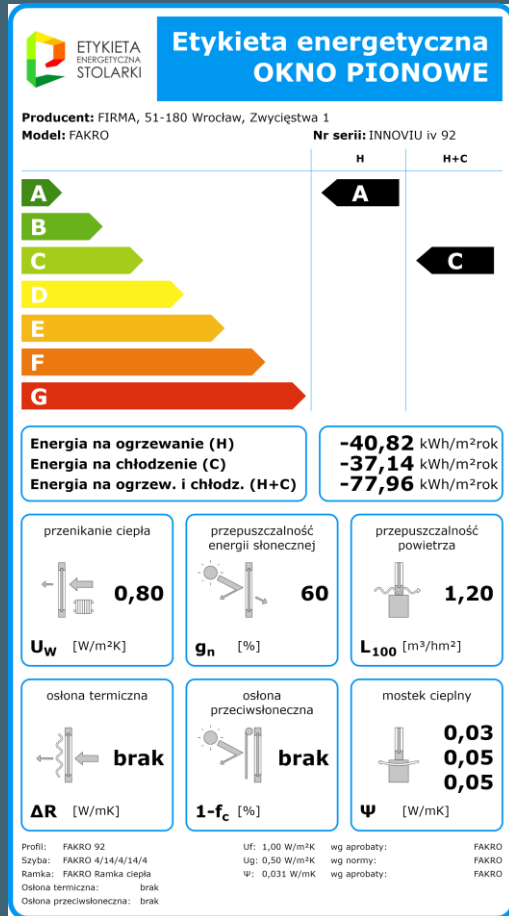 ETYKIETA
ENERGETYCZNA
STOLARKI
Etykieta energetyczna
OKNO PIONOWE
Producent: FIRMA, 51-180 Wrocław, Zwycięstwa 1
Model: FAKRO Nr serii: INNOVIU iv 92
H H+C
A A
B
C C
D
E
F
G
Energia na ogrzewanie (H) -40,82 kWh/m²rok
Energia na chłodzenie (C) -37,14 kWh/m²rok
Energia na ogrzew. i chłodz. (H+C) -77,96 kWh/m²rok
przenikanie ciepła
0,80
Uw [W/m²K]
przepuszczalność
energii słonecznej
60
gn [%]
przepuszczalność
powietrza
1,20
L100 [m³/hm²]
osłona termiczna
brak
ΔR [W/mK]
osłona
przeciwsłoneczna
brak
1-fc [%]
mostek cieplny
0,03
0,05
0,05
Ψ [W/mK]
Profil: FAKRO 92 Uf: 1,00 W/m²K wg aprobaty: FAKRO
Szyba: FAKRO 4/14/4/14/4 Ug: 0,50 W/m²K wg normy: FAKRO
Ramka: FAKRO Ramka ciepła Ψ: 0,031 W/mK wg aprobaty: FAKRO
Osłona termiczna: brak
Osłona przeciwsłoneczna: brak